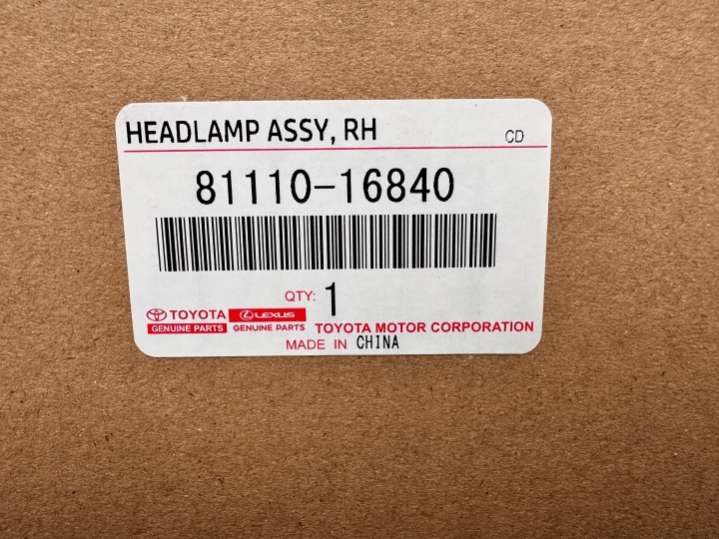 HEADLAMP ASSY, RH CD
81110-16840
QTY: 1
TOYOTA LEXUS
GENUINE PARTS GENUINE PARTS TOYOTA MOTOR CORPORATION
MADE IN CHINA